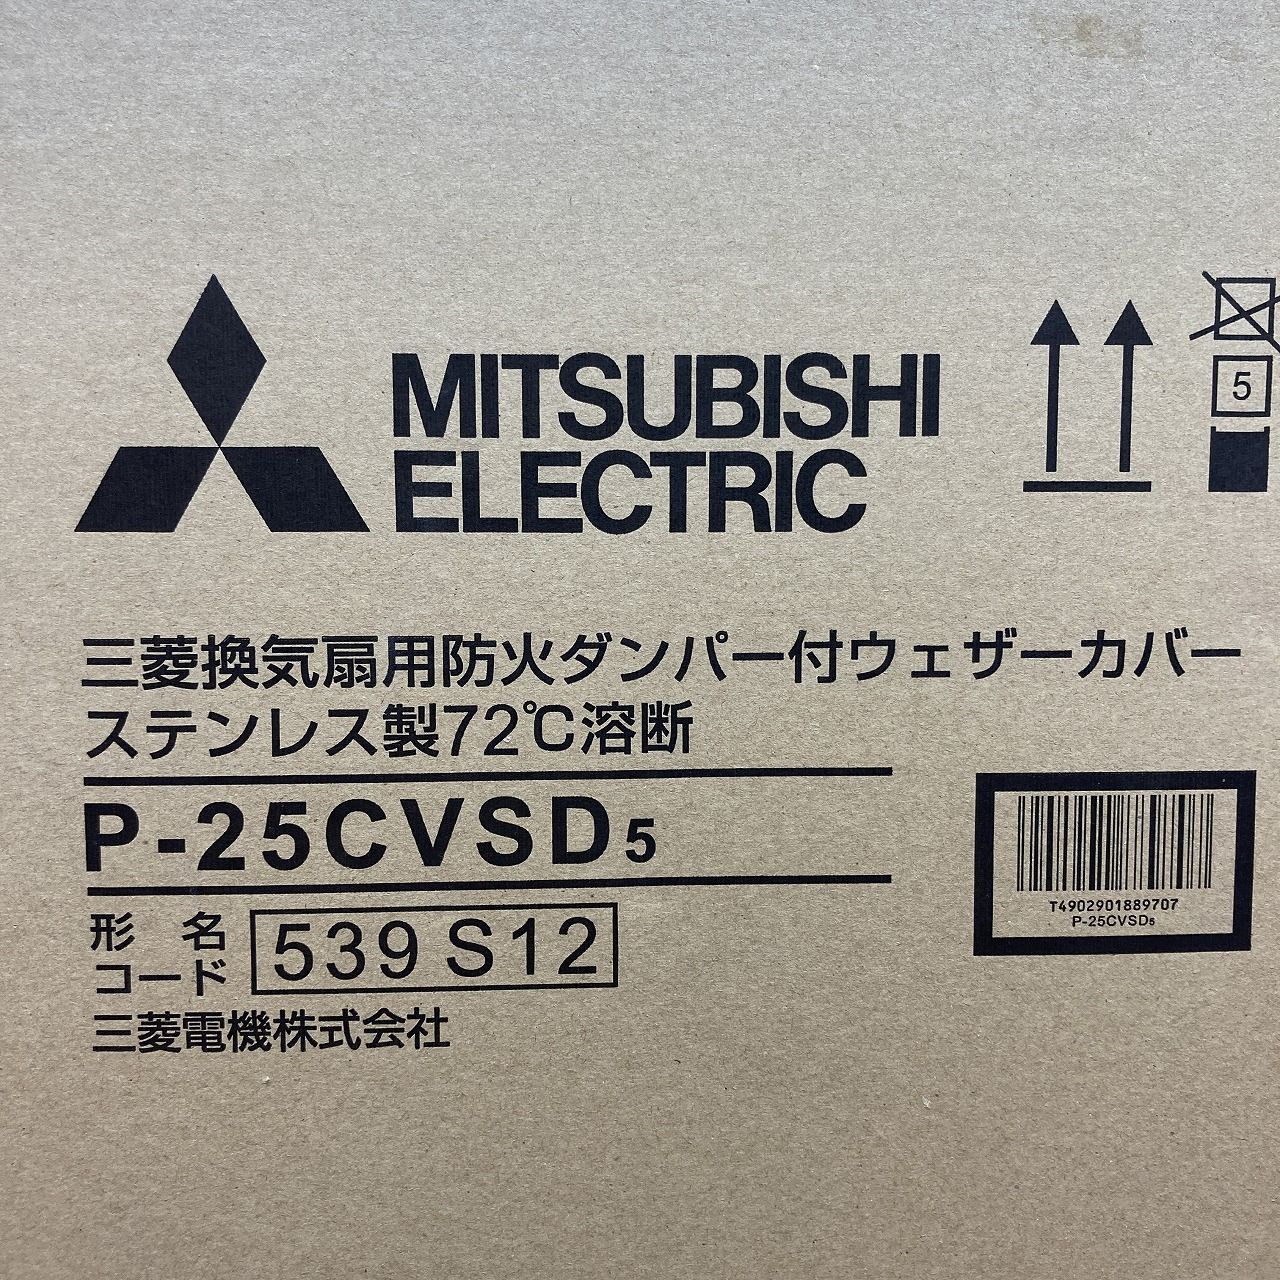 MITSUBISHI
ELECTRIC
5
三菱換気扇用防火ダンパー付ウェザーカバー
ステンレス製72℃溶断
P-25CVSD5
形名
コード
539 S12
三菱電機株式会社
T4902901889707
P-25CVSD5